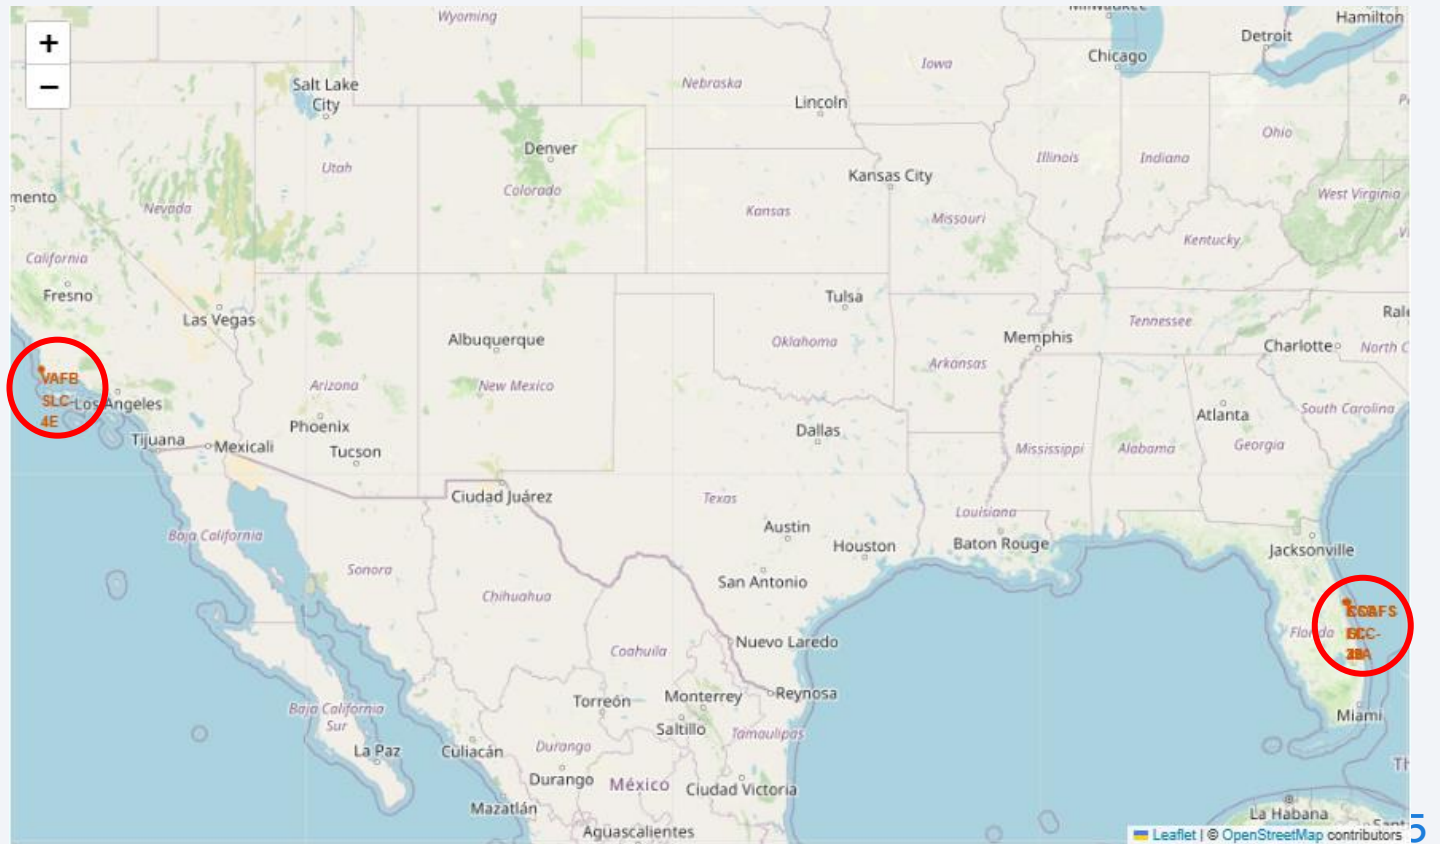 Wyoming
Milwaukee
Hamilton
Detroit
Chicago
Iowa
+
−
Salt Lake
City
Nebraska
Lincoln
Denver
Ohio
Utah
Illinois
Indiana
Kansas City
Colorado
mento
Nevada
Kansas
Missouri
West Virginia
Kentucky
California
Fresno
Las Vegas
Tulsa
Albuquerque
Oklahoma
Memphis
Tennessee
Charlotte
North C
Arkansas
VAFB
SLC-
4E
Los Angeles
Arizona
New Mexico
Phoenix
Tucson
Tijuana
Mexicali
Dallas
Atlanta
South Carolina
Mississippi
Alabama
Georgia
Ciudad Juárez
Texas
Louisiana
Baja California
Austin
Houston
Baton Rouge
Jacksonville
Sonora
Chihuahua
San Antonio
Florida
Coahuila
Nuevo Laredo
Torreón
Monterrey
Reynosa
Saltillo
Tamaulipas
Miami
Baja California
Sur
La Paz
Culiacán
Durango
Durango
México
Ciudad Victoria
Mazatlán
Aguascalientes
La Habana
Leaflet | © OpenStreetMap contributors
5